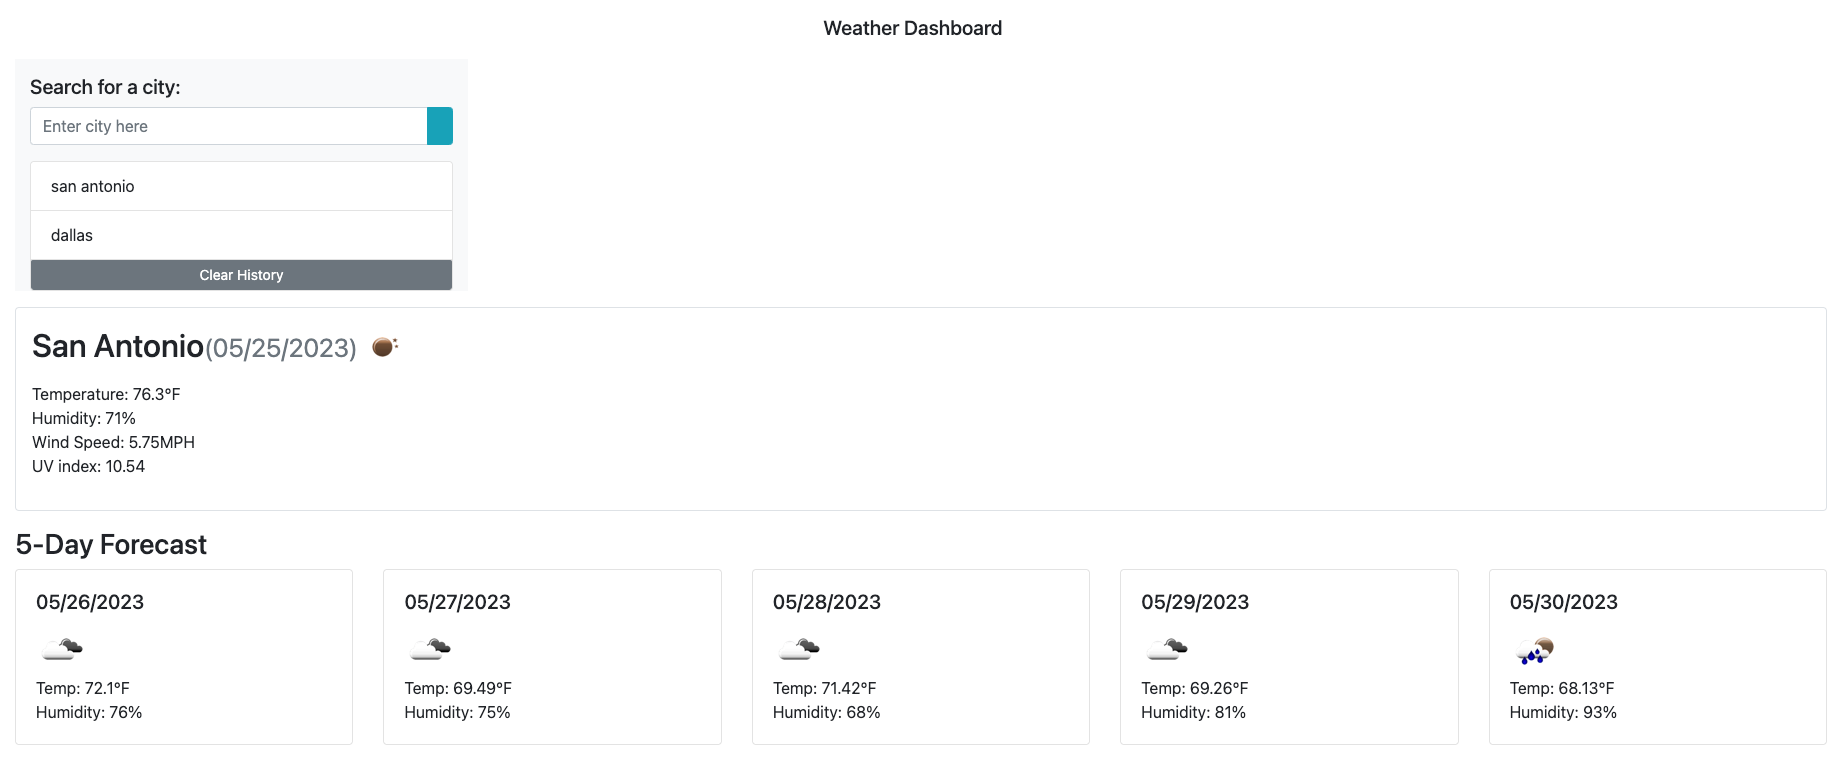 Weather Dashboard
Search for a city:
Enter city here
san antonio
dallas
Clear History
San Antonio(05/25/2023)
Temperature: 76.3°F
Humidity: 71%
Wind Speed: 5.75MPH
UV index: 10.54
5-Day Forecast
05/26/2023
Temp: 72.1°F
Humidity: 76%
05/27/2023
Temp: 69.49°F
Humidity: 75%
05/28/2023
Temp: 71.42°F
Humidity: 68%
05/29/2023
Temp: 69.26°F
Humidity: 81%
05/30/2023
Temp: 68.13°F
Humidity: 93%